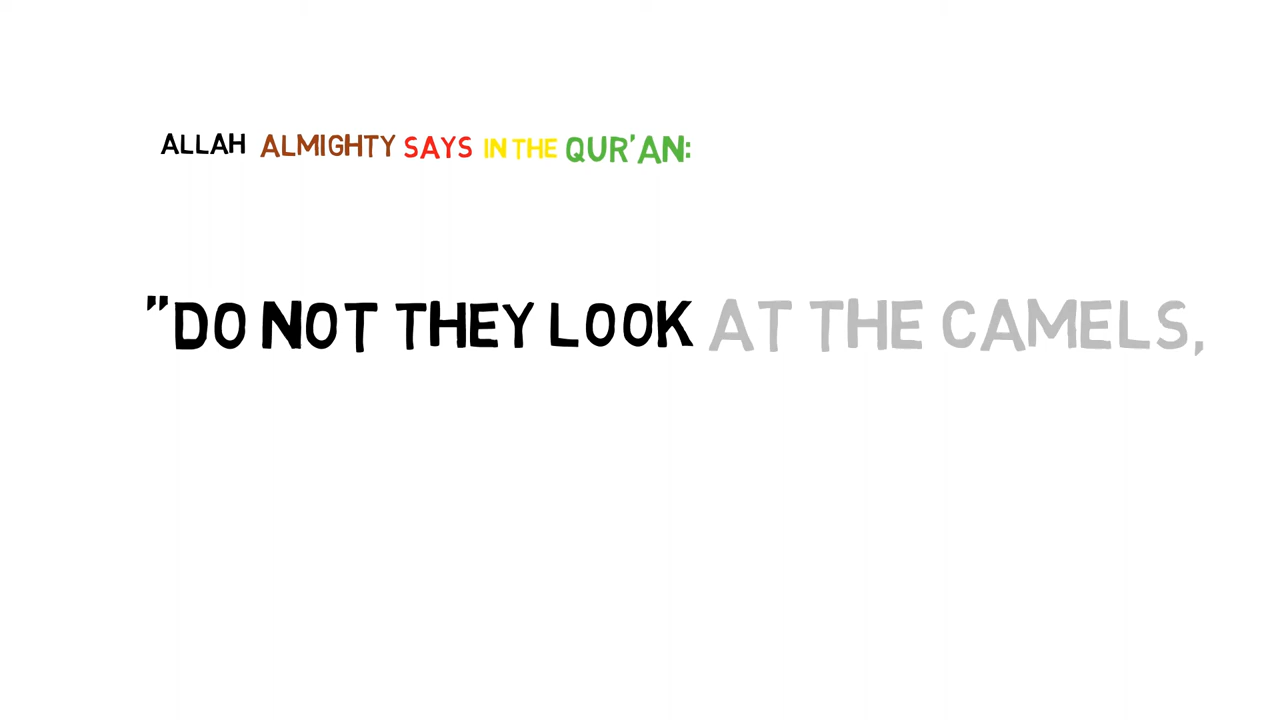 ALLAH ALMIGHTY SAYS IN THE QUR'AN:
"DO NOT THEY LOOK AT THE CAMELS,